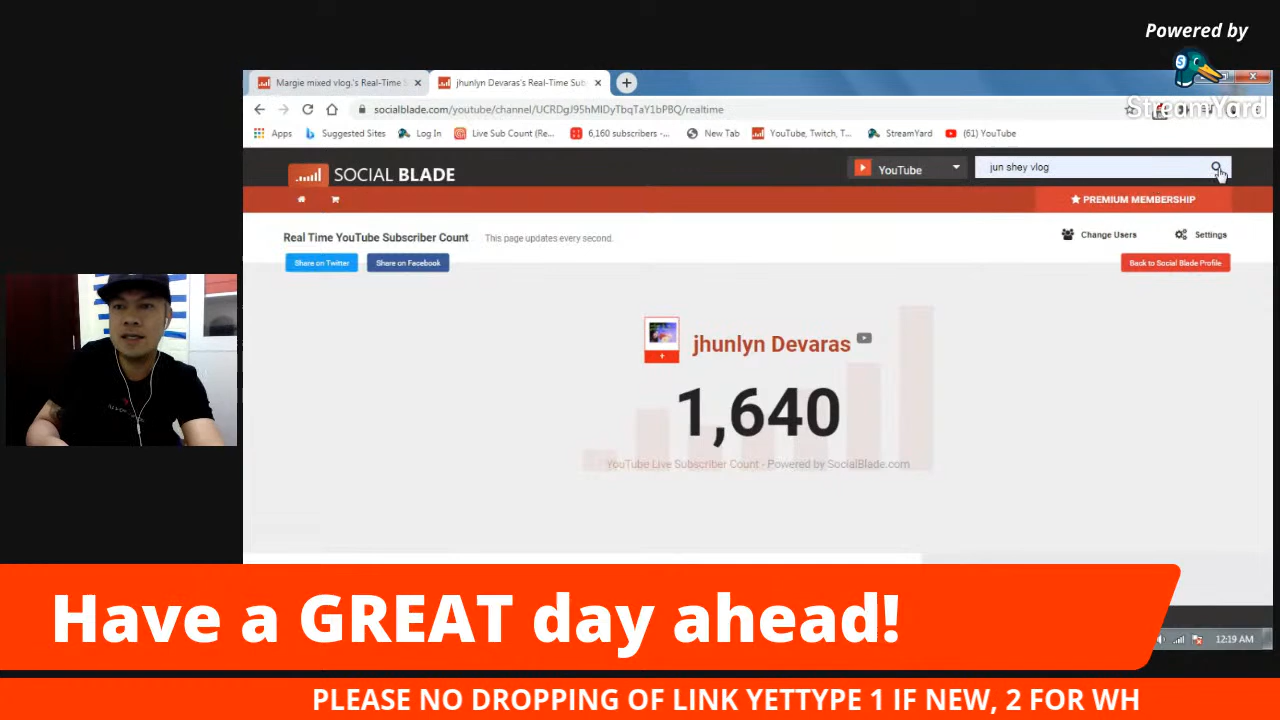 Powered by
StreamYard
Margie mixed vlog.'s Real-Time S
jhunlyn Devaras's Real-Time Sub
socialblade.com/youtube/channel/UCRDgJ95hMIDyTbqTaY1bPBQ/realtime
Apps Suggested Sites Log In Live Sub Count (Re... 6,160 subscribers -... New Tab YouTube, Twitch, T... StreamYard (61) YouTube
SOCIAL BLADE YouTube jun shey vlog
PREMIUM MEMBERSHIP
Real Time YouTube Subscriber Count This page updates every second. Change Users Settings
Share on Twitter Share on Facebook Back to Social Blade Profile
jhunlyn Devaras
1,640
YouTube Live Subscriber Count - Powered by SocialBlade.com
Have a GREAT day ahead!
12:19 AM
PLEASE NO DROPPING OF LINK YETTYPE 1 IF NEW, 2 FOR WH